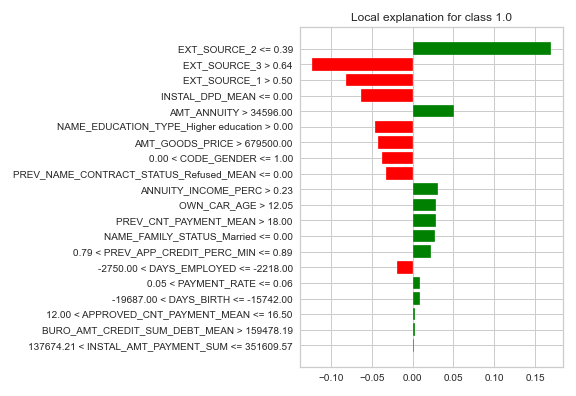 Local explanation for class 1.0
EXT_SOURCE_2 <= 0.39
EXT_SOURCE_3 > 0.64
EXT_SOURCE_1 > 0.50
INSTAL_DPD_MEAN <= 0.00
AMT_ANNUITY > 34596.00
NAME_EDUCATION_TYPE_Higher education > 0.00
AMT_GOODS_PRICE > 679500.00
0.00 < CODE_GENDER <= 1.00
PREV_NAME_CONTRACT_STATUS_Refused_MEAN <= 0.00
ANNUITY_INCOME_PERC > 0.23
OWN_CAR_AGE > 12.05
PREV_CNT_PAYMENT_MEAN > 18.00
NAME_FAMILY_STATUS_Married <= 0.00
0.79 < PREV_APP_CREDIT_PERC_MIN <= 0.89
-2750.00 < DAYS_EMPLOYED <= -2218.00
0.05 < PAYMENT_RATE <= 0.06
-19687.00 < DAYS_BIRTH <= -15742.00
12.00 < APPROVED_CNT_PAYMENT_MEAN <= 16.50
BURO_AMT_CREDIT_SUM_DEBT_MEAN > 159478.19
137674.21 < INSTAL_AMT_PAYMENT_SUM <= 351609.57
−0.10 −0.05 0.00 0.05 0.10 0.15